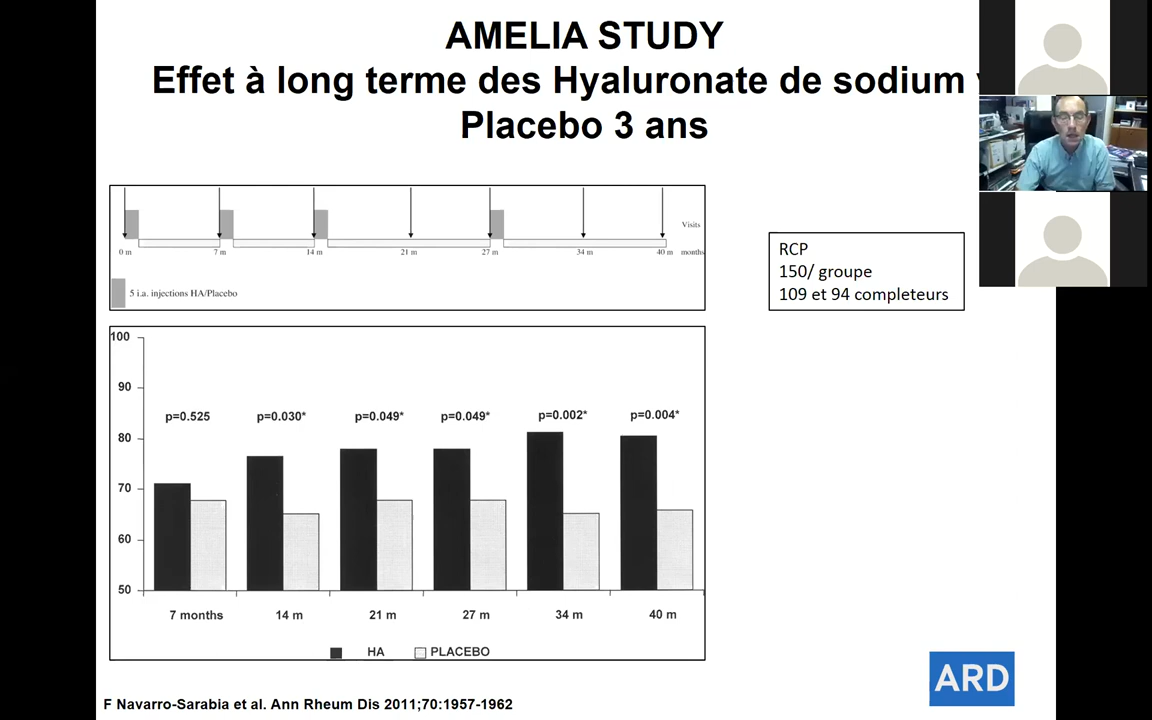 AMELIA STUDY
Effet à long terme des Hyaluronate de sodium
Placebo 3 ans
Visits
0 m 7 m 14 m 21 m 27 m 34 m 40 m months
5 i.a. injections HA/Placebo
RCP
150/ groupe
109 et 94 completeurs
100
90
80
70
60
50
p=0.525 p=0.030* p=0.049* p=0.049* p=0.002* p=0.004*
7 months 14 m 21 m 27 m 34 m 40 m
HA PLACEBO
F Navarro-Sarabia et al. Ann Rheum Dis 2011;70:1957-1962
ARD